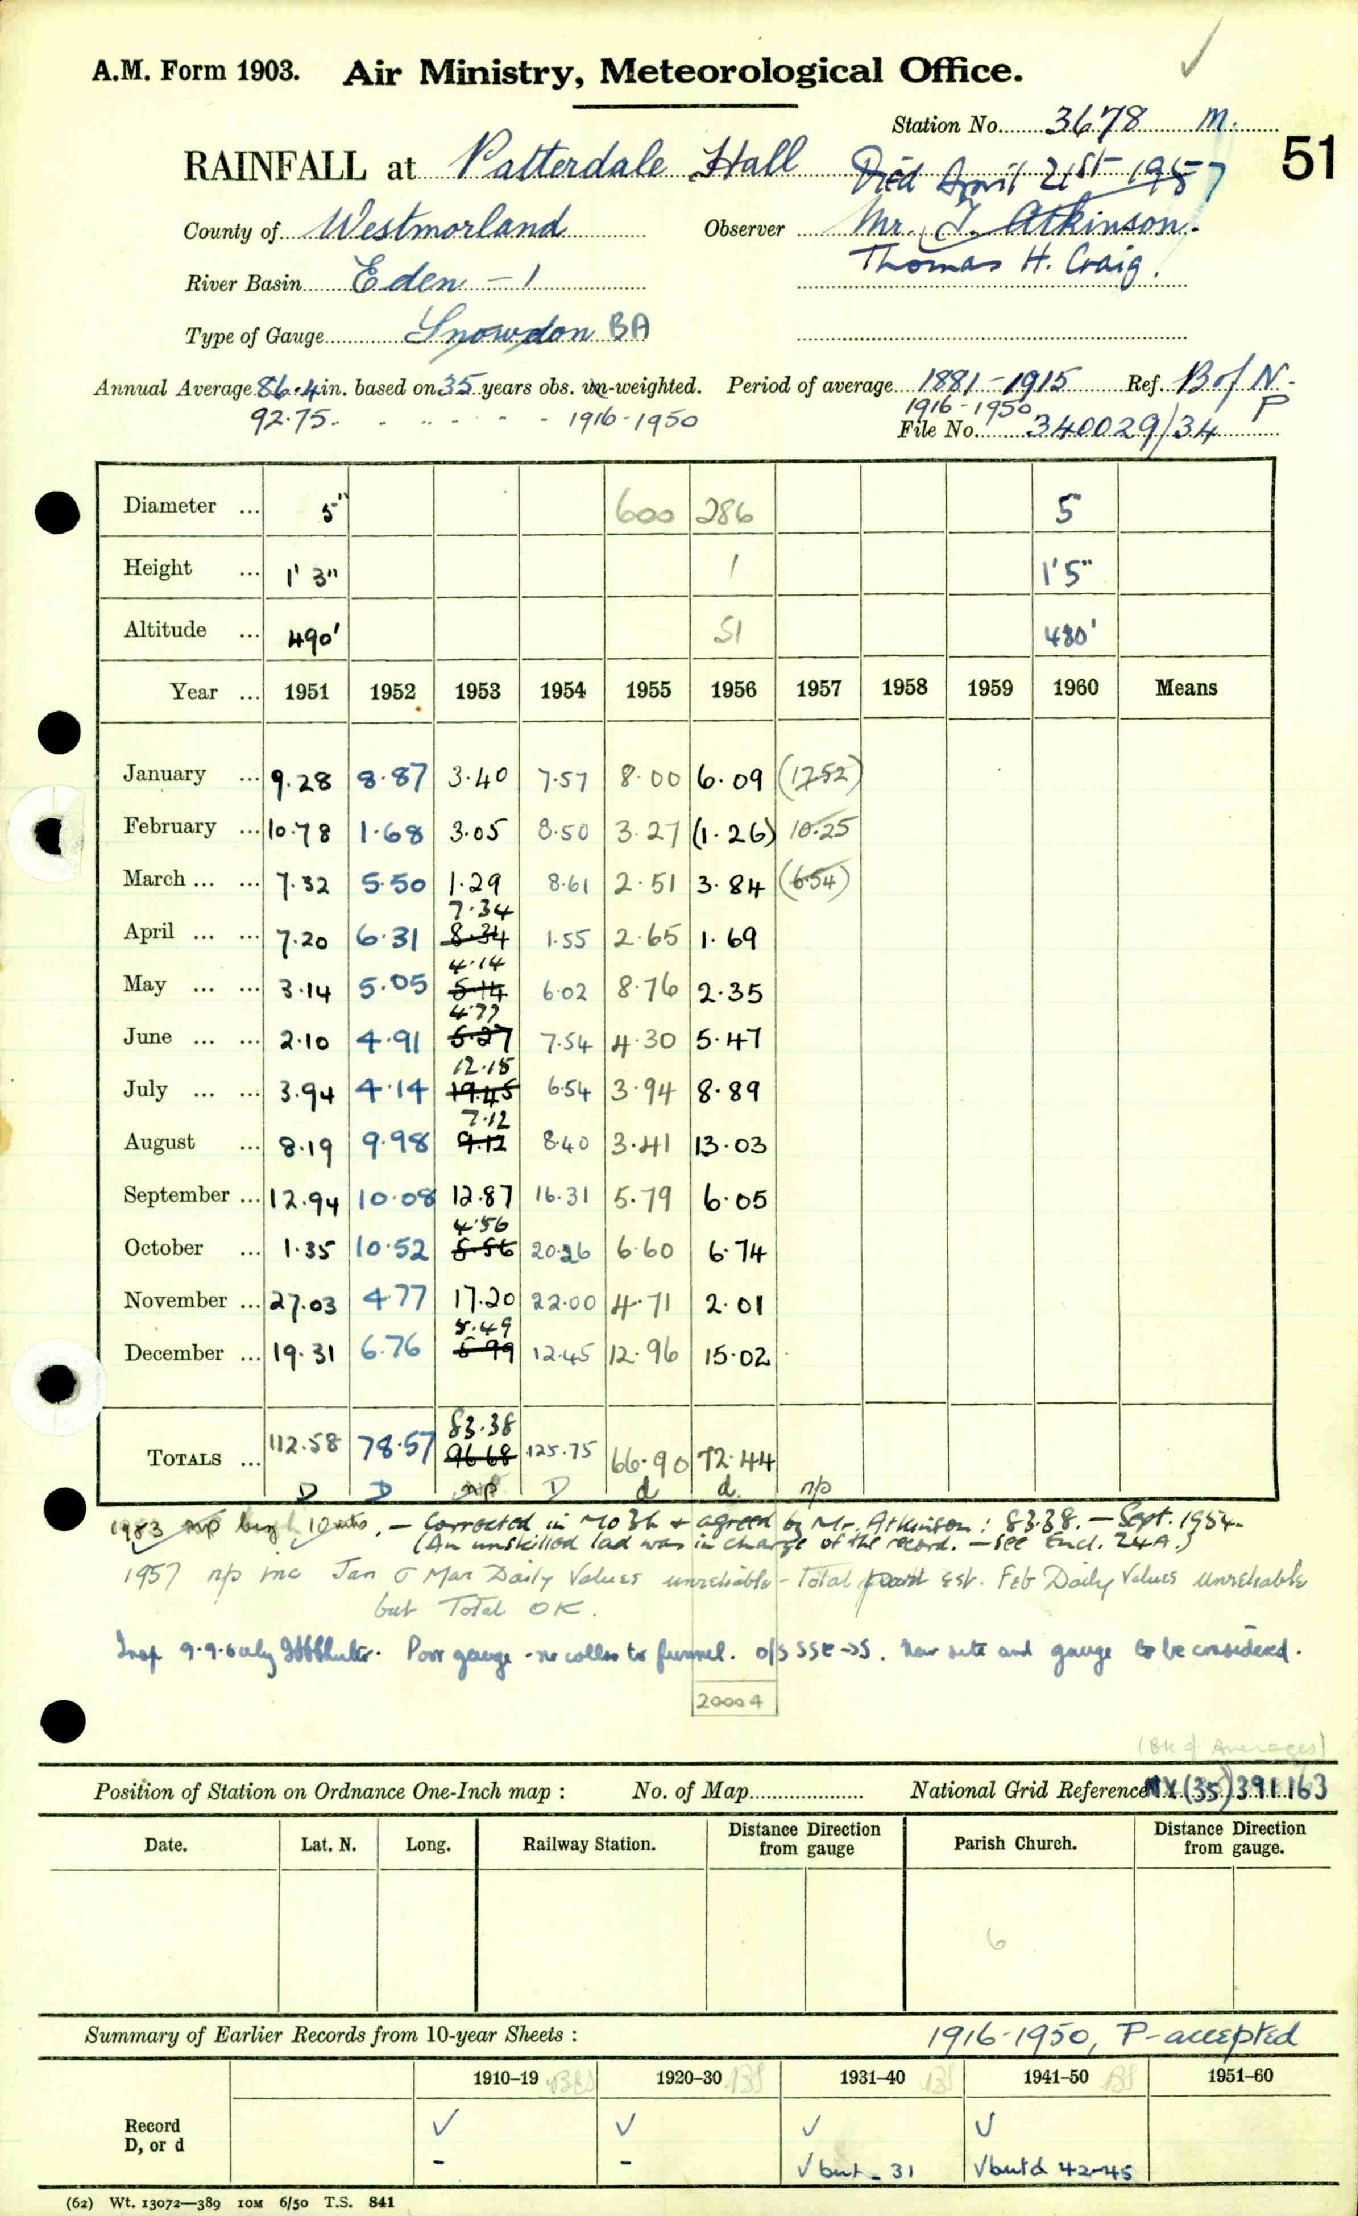 A.M. Form 1903. Air Ministry, Meteorological Office.
Station No. 3678 M.
51
RAINFALL at Patterdale Hall Died April 21st 1957
County of Westmorland Observer Mr. J. Atkinson.
Thomas H. Craig.
River Basin Eden - 1
Type of Gauge Snowdon BA
Annual Average 86.4 in. based on 35 years obs. un-weighted. Period of average 1881-1915 Ref. B of N.
92.75 1916-1950 1916-1950 P
File No. 340029/34
Diameter ... 5" 600 286 5
Height ... 1' 3" 1 1'5"
Altitude ... 490' 51 480'
Year ... 1951 1952 1953 1954 1955 1956 1957 1958 1959 1960 Means
January ... 9.28 8.87 3.40 7.57 8.00 6.09 (17.52)
February ... 10.78 1.68 3.05 8.50 3.27 (1.26) 10.25
March ... ... 7.32 5.50 1.29 8.61 2.51 3.84 (6.54)
7.34
April ... ... 7.20 6.31 8.34 1.55 2.65 1.69
4.14
May ... ... 3.14 5.05 5.14 6.02 8.76 2.35
4.77
June ... ... 2.10 4.91 7.54 4.30 5.47
12.15
July ... ... 3.94 4.14 19.45 6.54 3.94 8.89
7.12
August ... 8.19 9.98 9.12 8.40 3.41 13.03
September ... 12.94 10.08 12.87 16.31 5.79 6.05
4.56
October ... 1.35 10.52 5.56 20.26 6.60 6.74
November ... 27.03 4.77 17.20 22.00 4.71 2.01
5.49
December ... 19.31 6.76 12.45 12.96 15.02
83.38
TOTALS ... 112.58 78.57 96.68 125.75 66.90 72.44
D D np D d d. np
1953 np 10 mths. - Corrected in MO3b & agreed by Mr. Atkinson: 83.38. - Sept. 1954.
(An unskilled lad was in charge of the record. - see Encl. 24A.)
1957 np inc Jan & Mar Daily Values unreliable - Total est. Feb Daily Values unreliable
but Total OK.
Insp 9.9.60 by Poor gauge - no collar to funnel. o/s SSE->S. New site and gauge to be considered.
20004
(Bk of Averages)
Position of Station on Ordnance One-Inch map : No. of Map National Grid Reference NY (35) 391.163
Date. Lat. N. Long. Railway Station. Distance Direction from gauge Parish Church. Distance Direction from gauge.
6
Summary of Earlier Records from 10-year Sheets : 1916-1950, P-accepted
1910–19 1920–30 1931–40 1941–50 1951–60
Record ✓ ✓ ✓ ✓
D, or d - - ✓ but - 31 ✓ but d 42-45
(62) Wt. 13072—389 10M 6/50 T.S. 841